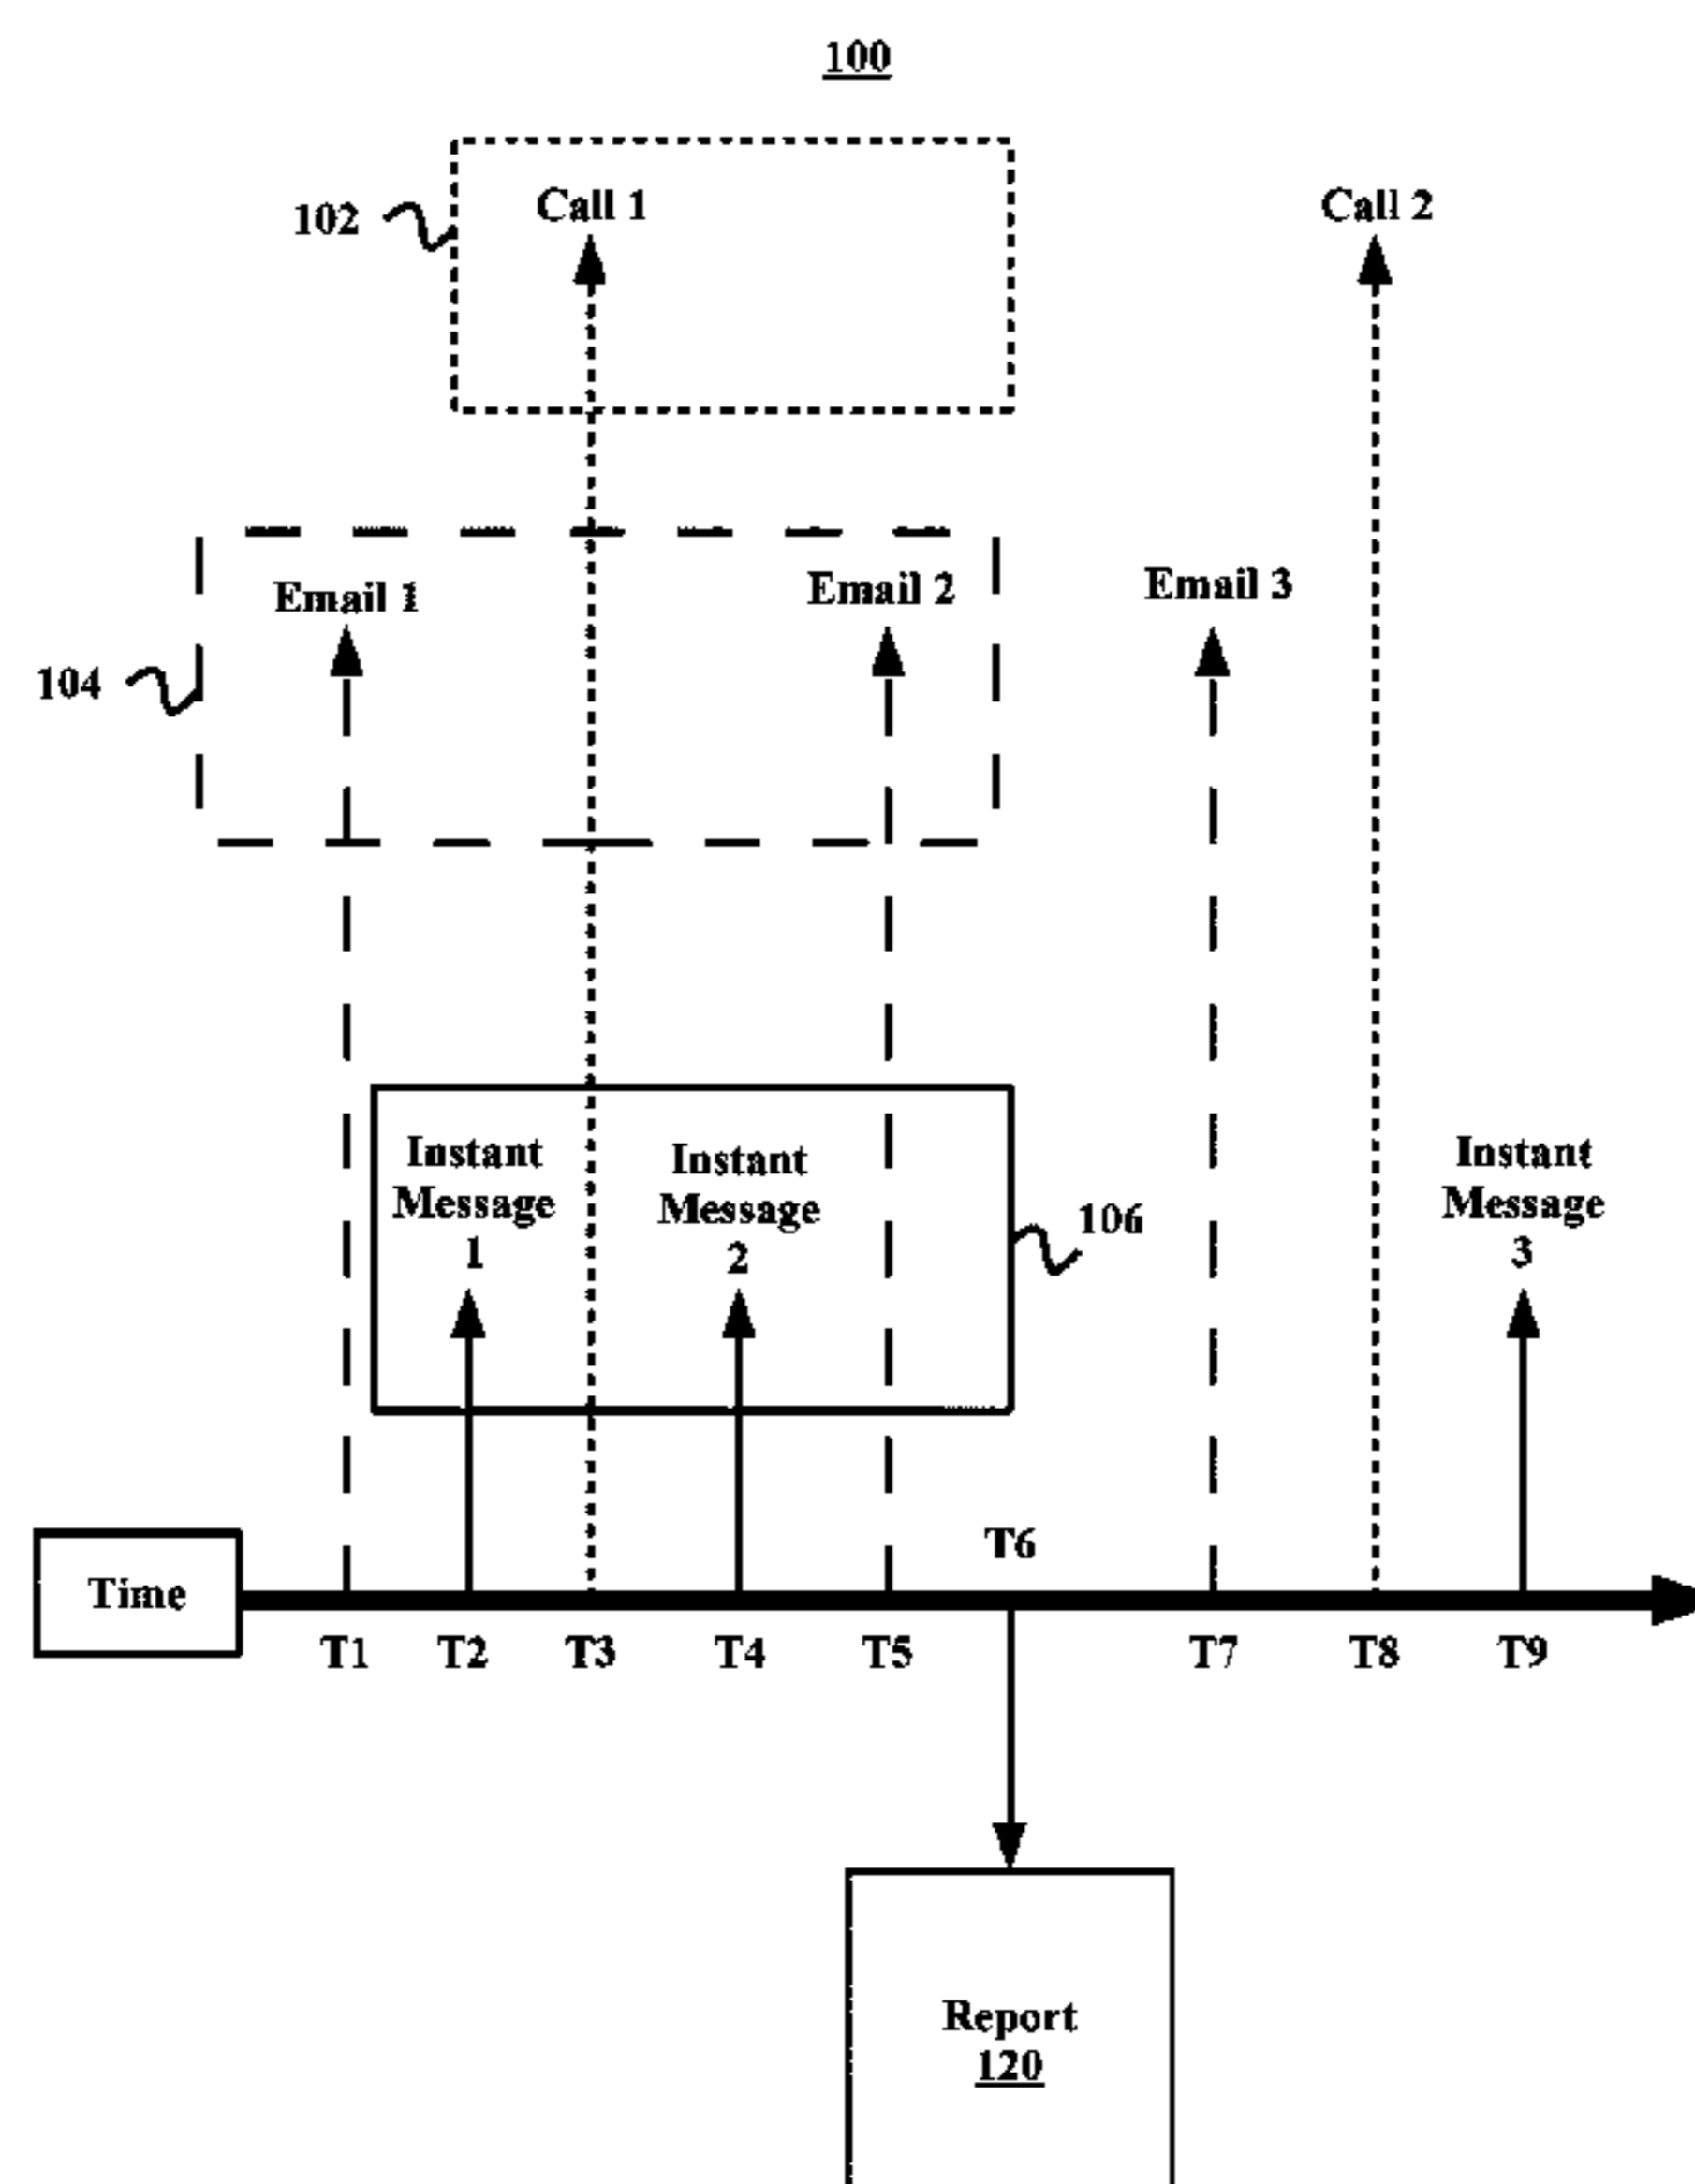 100
102
Call 1
Call 2
Email 1
Email 2
Email 3
104
Instant
Message
1
Instant
Message
2
106
Instant
Message
3
Time
T6
T1
T2
T3
T4
T5
T7
T8
T9
Report
120